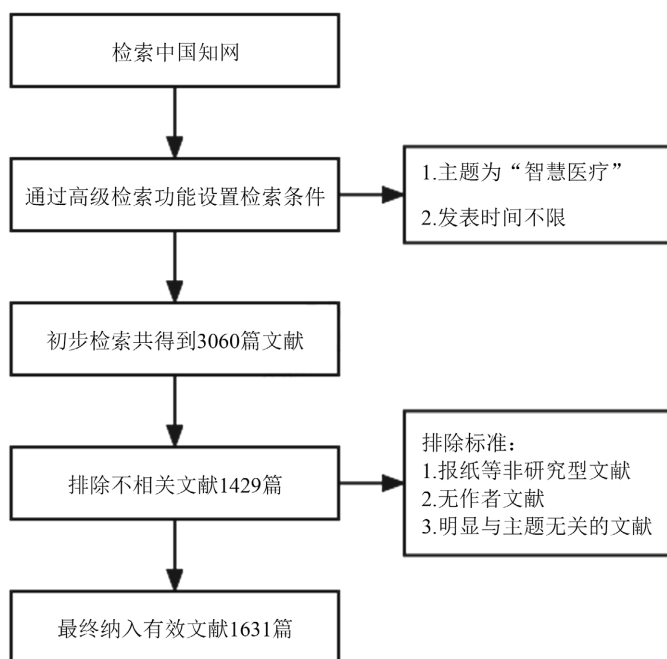 检索中国知网
通过高级检索功能设置检索条件
1.主题为“智慧医疗”
2.发表时间不限
初步检索共得到3060篇文献
排除不相关文献1429篇
排除标准：
1.报纸等非研究型文献
2.无作者文献
3.明显与主题无关的文献
最终纳入有效文献1631篇